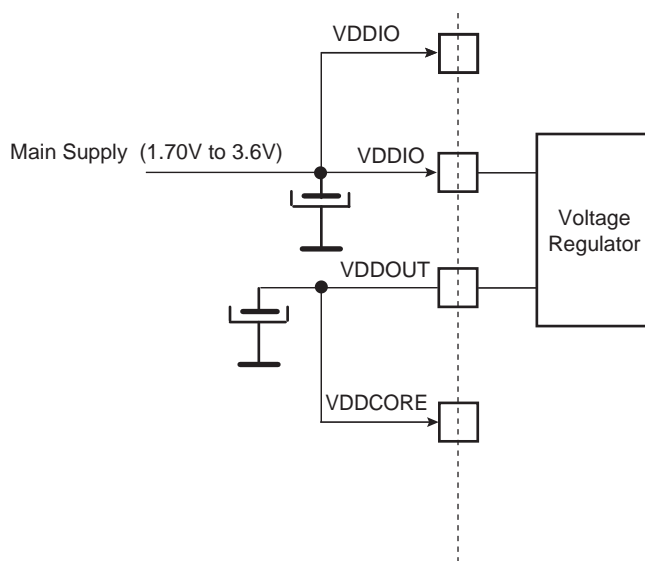 VDDIO
Main Supply (1.70V to 3.6V)
VDDIO
Voltage
Regulator
VDDOUT
VDDCORE